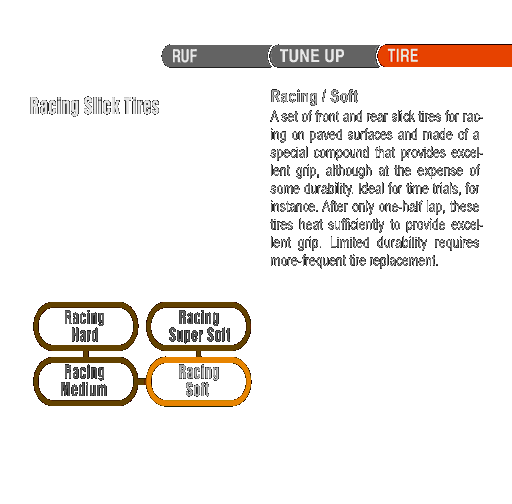 RUF TUNE UP TIRE
Racing Slick Tires
Racing / Soft
A set of front and rear slick tires for rac-
ing on paved surfaces and made of a
special compound that provides excel-
lent grip, although at the expense of
some durability. Ideal for time trials, for
instance. After only one-half lap, these
tires heat sufficiently to provide excel-
lent grip. Limited durability requires
more-frequent tire replacement.
Racing
Hard
Racing
Super Soft
Racing
Medium
Racing
Soft